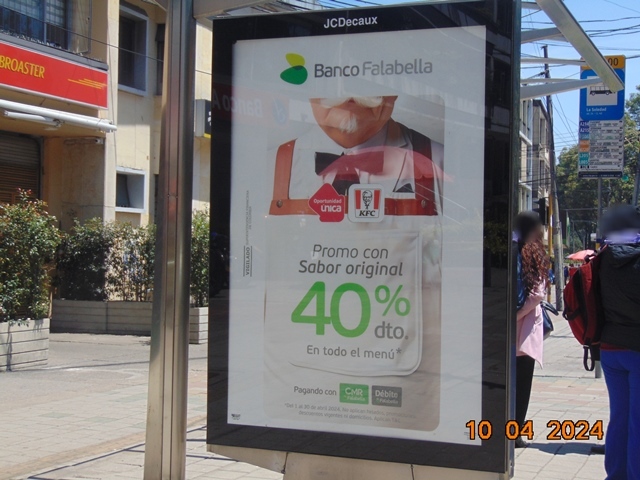 JCDecaux
BROASTER
Banco Falabella
Oportunidad
única
KFC
Promo con
Sabor original
40% dto.
En todo el menú*
Pagando con
CMR
Débito
10 04 2024